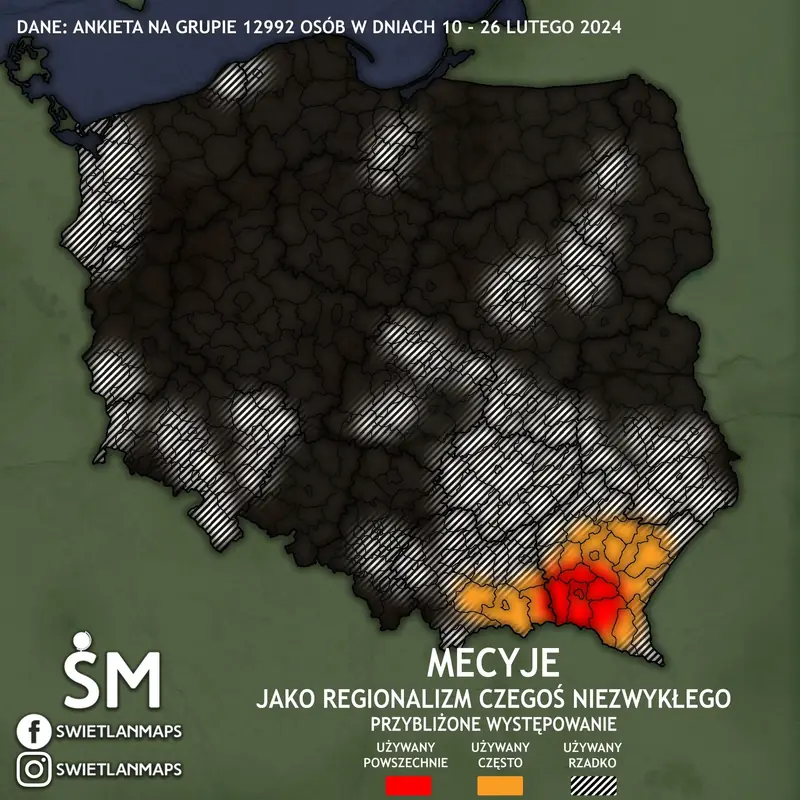 DANE: ANKIETA NA GRUPIE 12992 OSÓB W DNIACH 10 - 26 LUTEGO 2024
ŚM
SWIETLANMAPS
SWIETLANMAPS
MECYJE
JAKO REGIONALIZM CZEGOŚ NIEZWYKŁEGO
PRZYBLIŻONE WYSTĘPOWANIE
UŻYWANY POWSZECHNIE
UŻYWANY CZĘSTO
UŻYWANY RZADKO